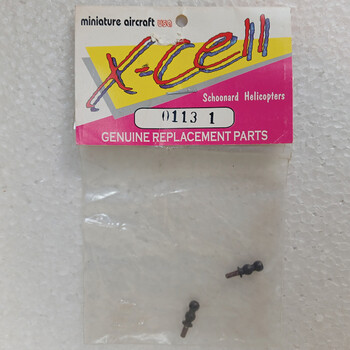 miniature aircraft USA
X-Cell
Schoonard Helicopters
0113 1
GENUINE REPLACEMENT PARTS